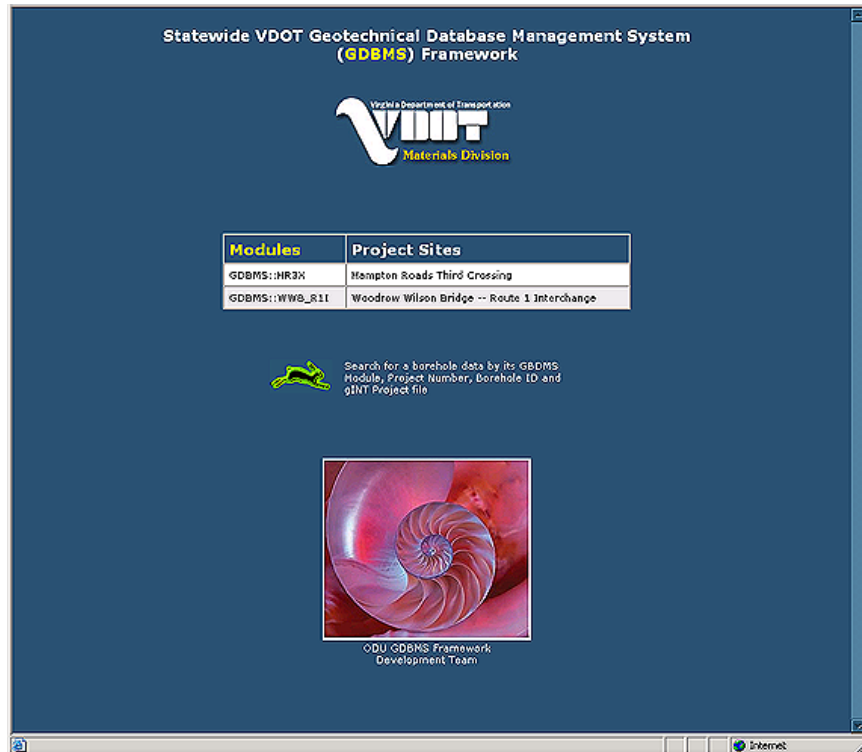 Statewide VDOT Geotechnical Database Management System
(GDBMS) Framework
Virginia Department of Transportation
VDOT
Materials Division
Modules Project Sites
GDBMS::HR3X Hampton Roads Third Crossing
GDBMS::WWB_R1I Woodrow Wilson Bridge -- Route 1 Interchange
Search for a borehole data by its GBDMS
Module, Project Number, Borehole ID and
gINT Project file
ODU GDBMS Framework
Development Team
Internet